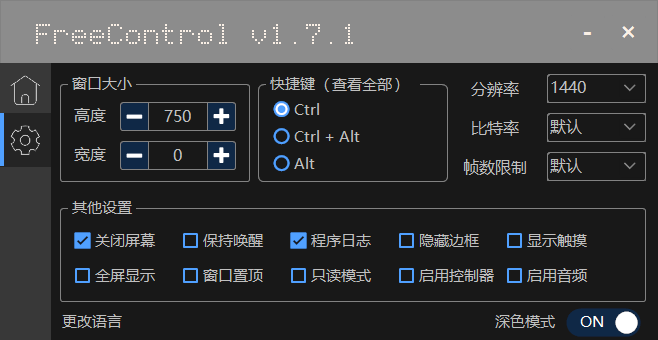 FreeControl v1.7.1
窗口大小
高度 750
宽度 0
快捷键（查看全部）
Ctrl
Ctrl + Alt
Alt
分辨率 1440
比特率 默认
帧数限制 默认
其他设置
关闭屏幕 保持唤醒 程序日志 隐藏边框 显示触摸
全屏显示 窗口置顶 只读模式 启用控制器 启用音频
更改语言 深色模式 ON